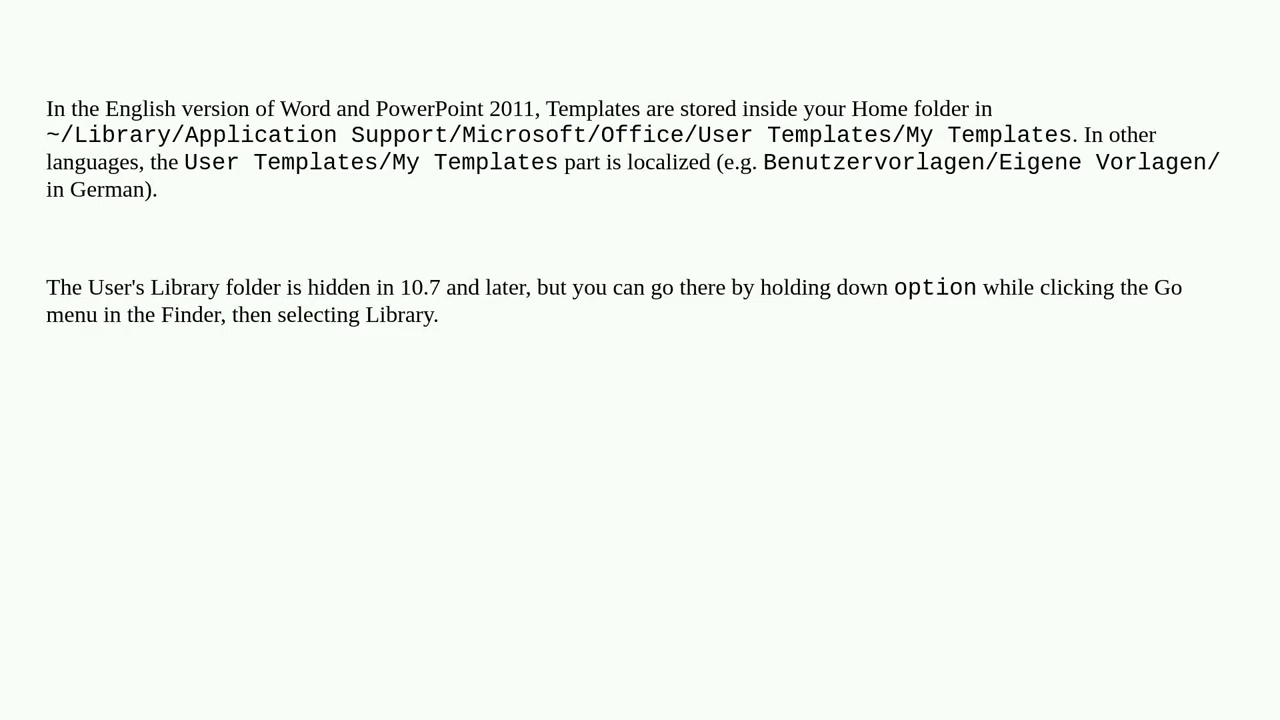 In the English version of Word and PowerPoint 2011, Templates are stored inside your Home folder in
~/Library/Application Support/Microsoft/Office/User Templates/My Templates. In other
languages, the User Templates/My Templates part is localized (e.g. Benutzervorlagen/Eigene Vorlagen/
in German).
The User's Library folder is hidden in 10.7 and later, but you can go there by holding down option while clicking the Go
menu in the Finder, then selecting Library.